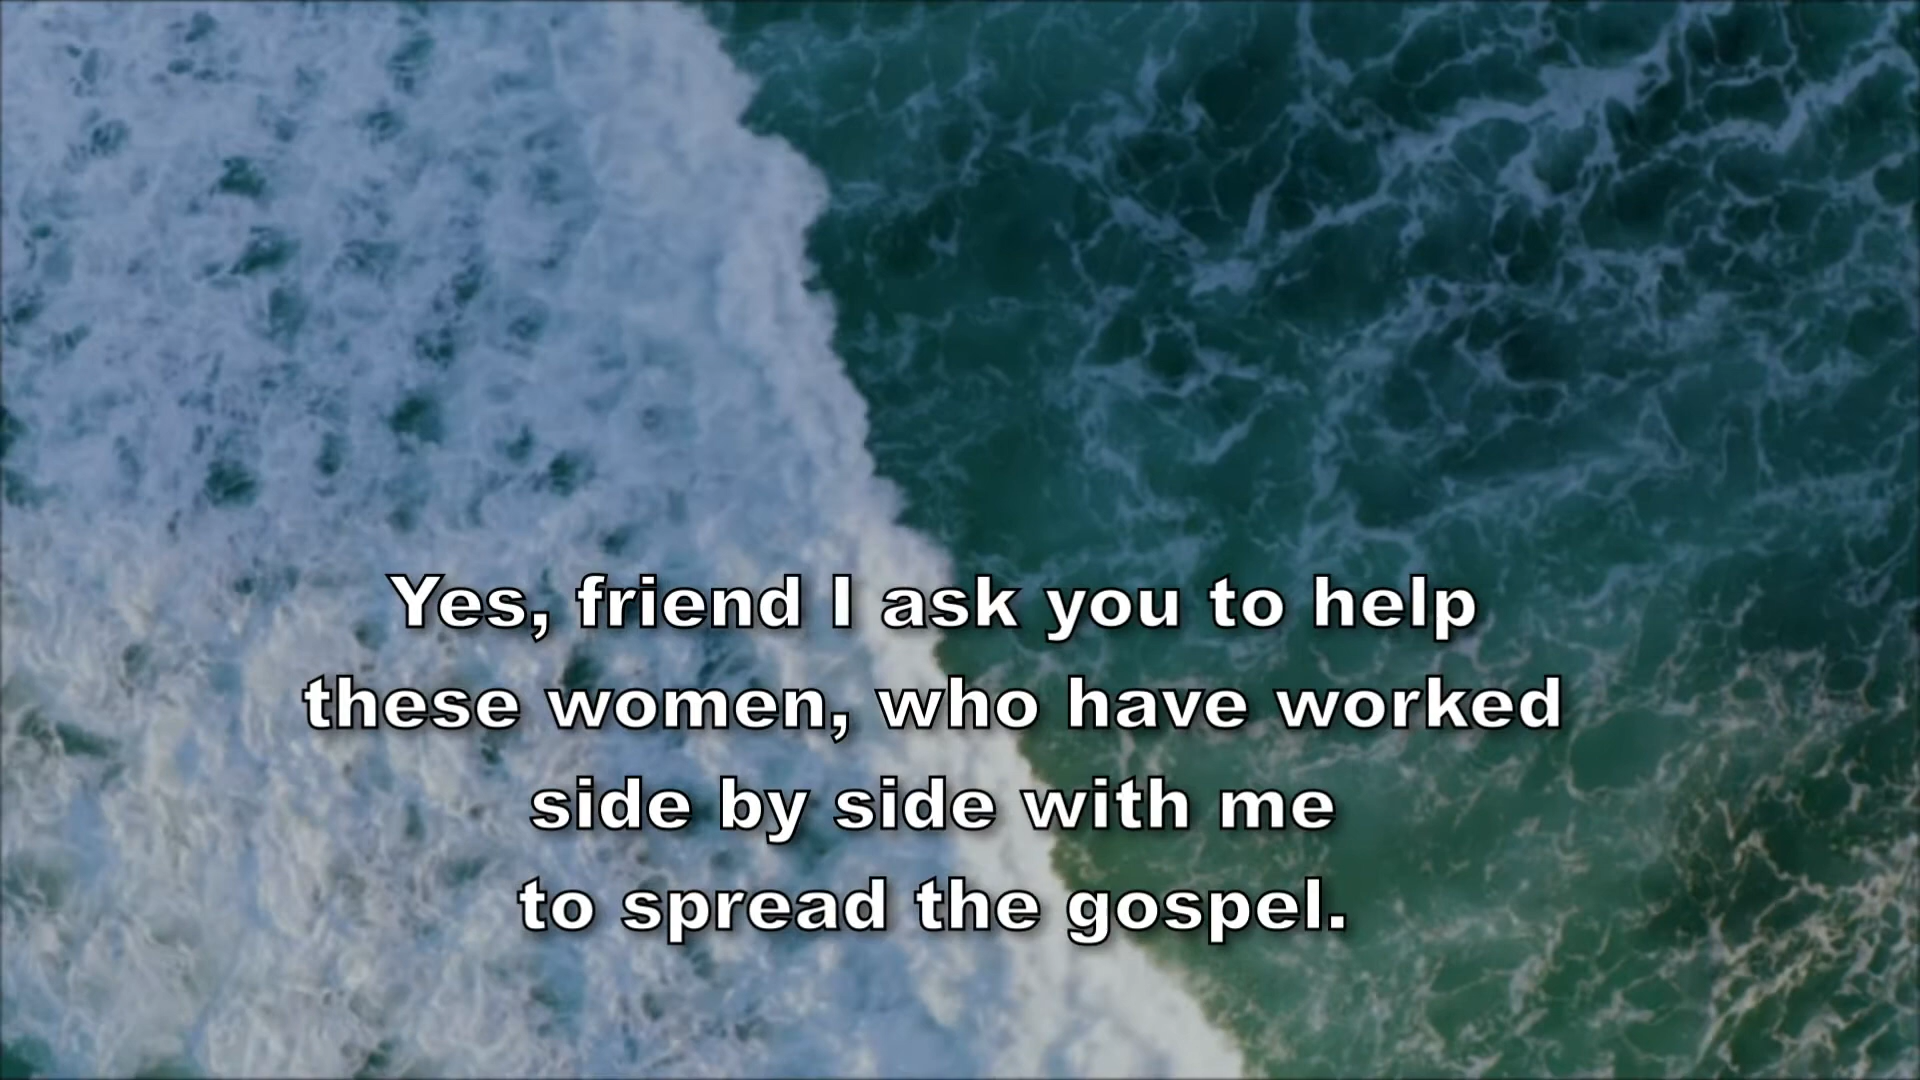 Yes, friend I ask you to help
these women, who have worked
side by side with me
to spread the gospel.